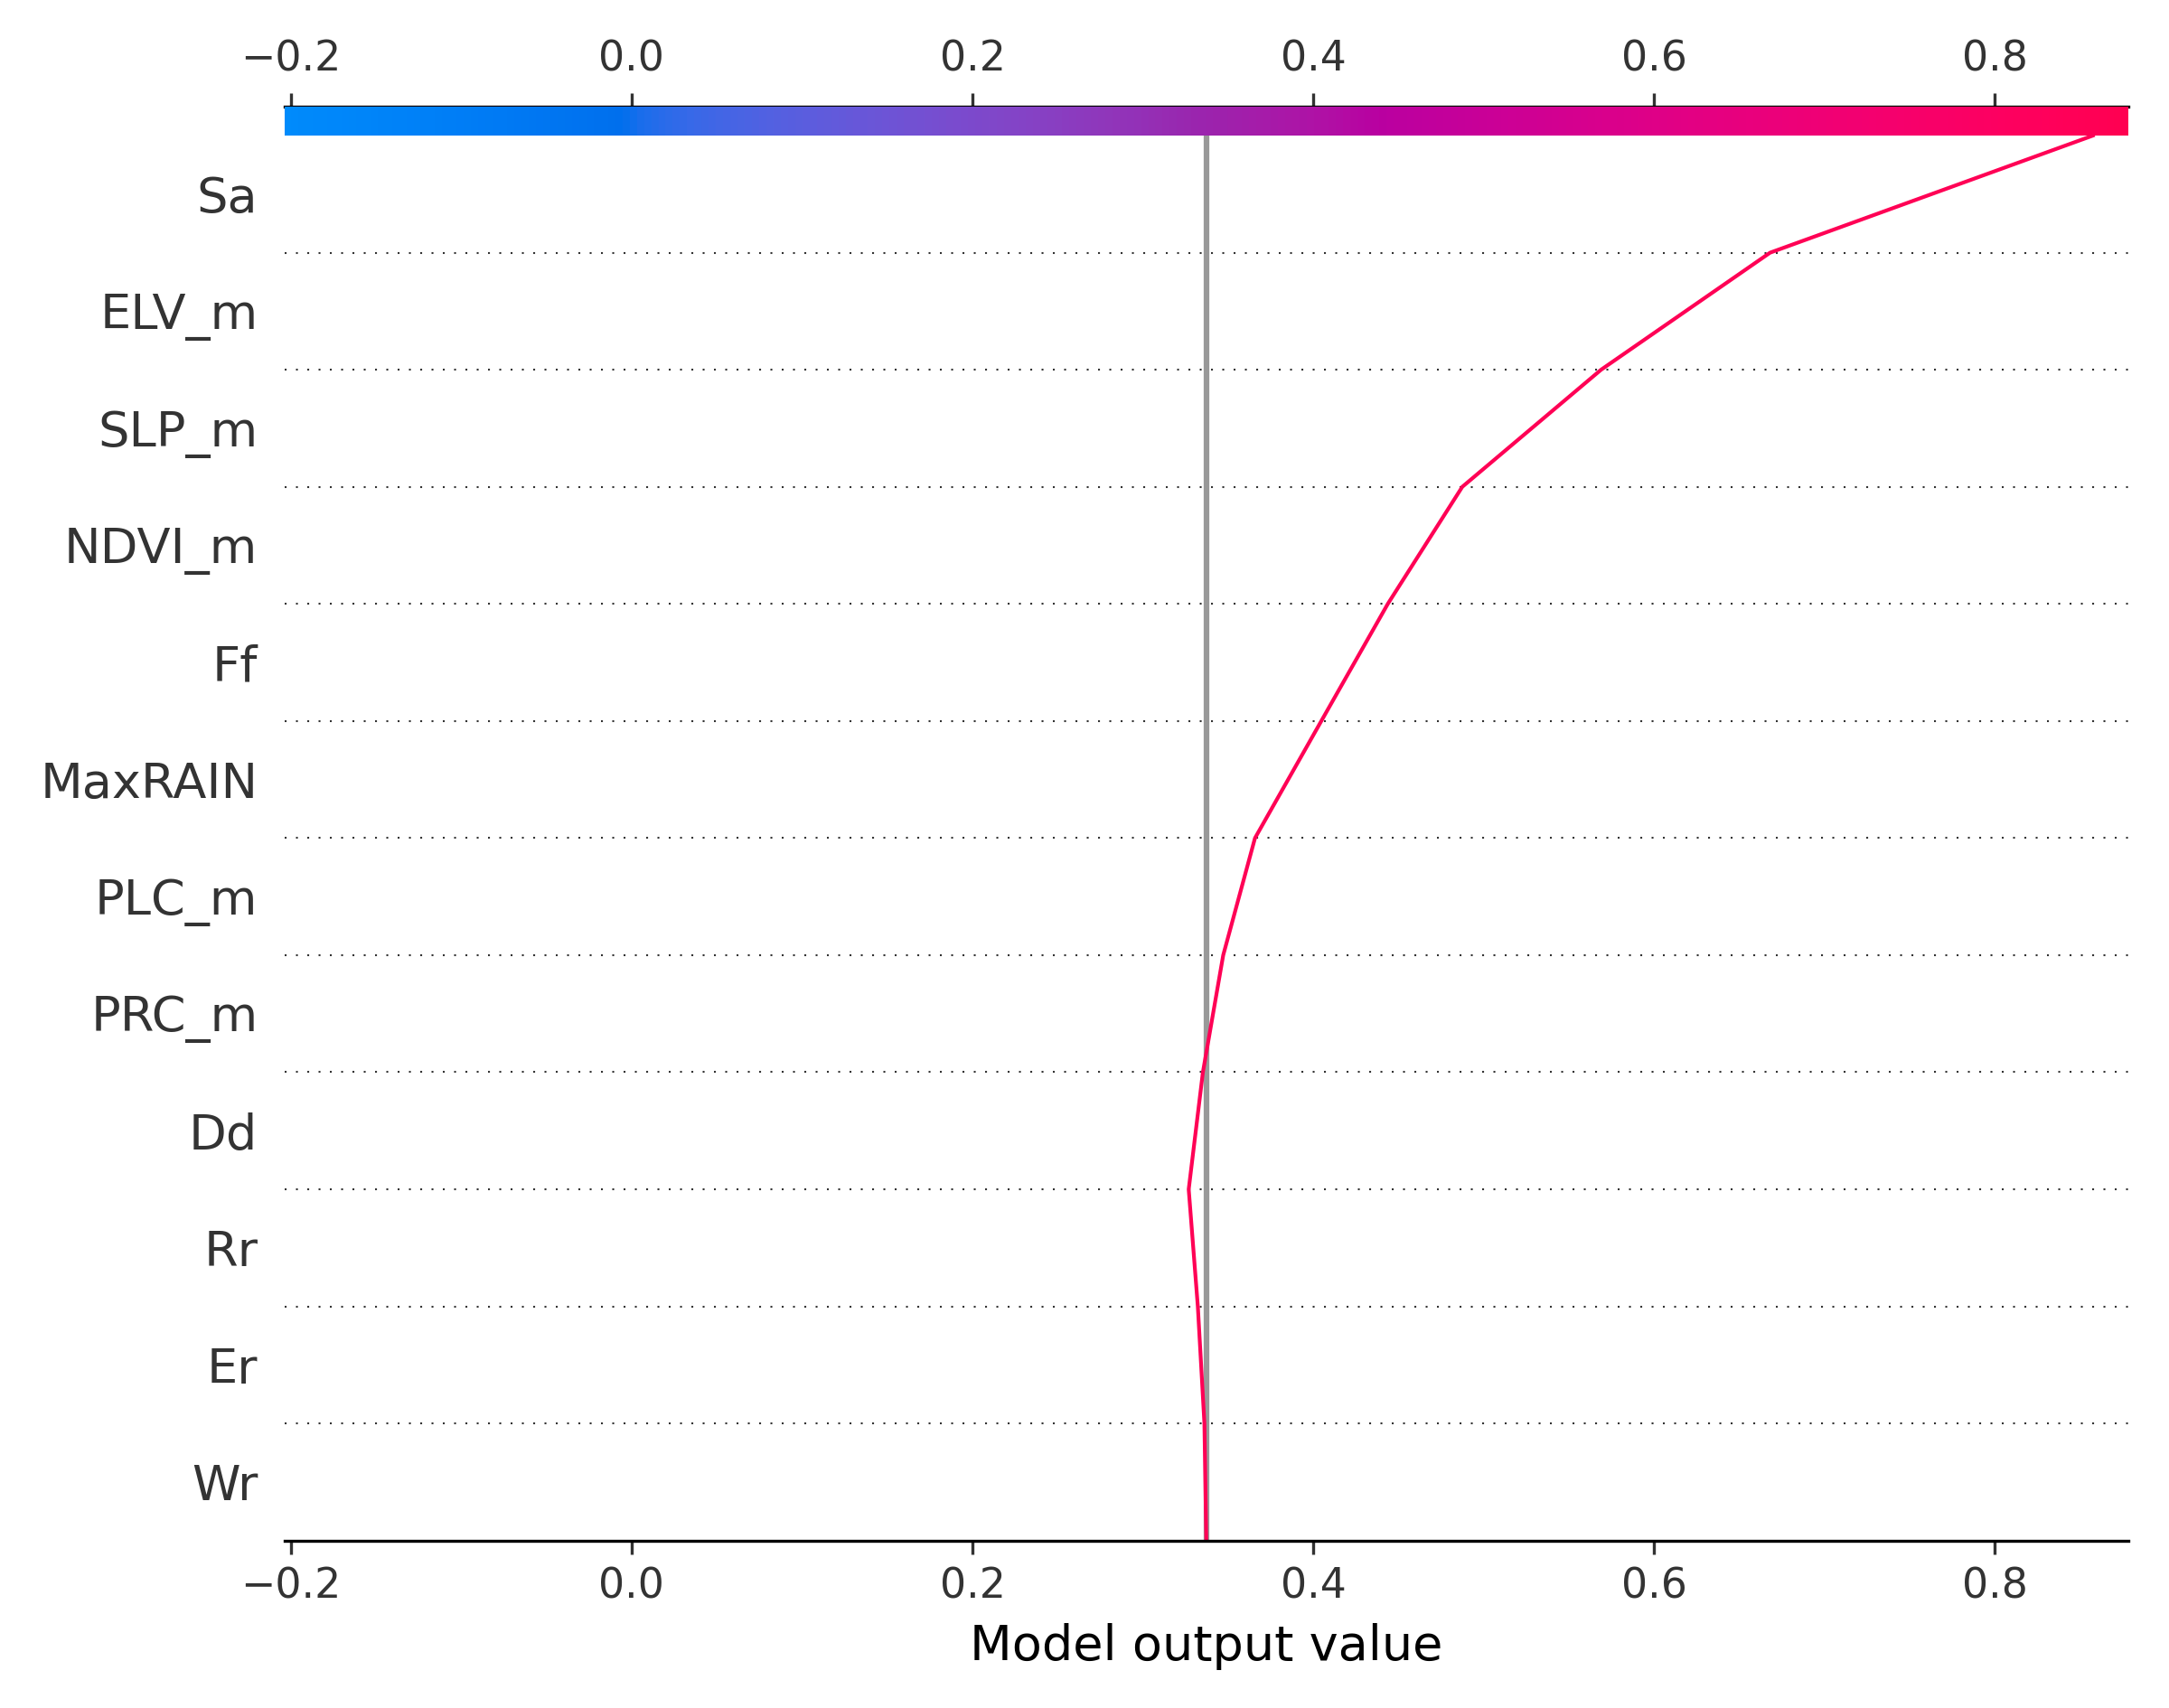 −0.2 0.0 0.2 0.4 0.6 0.8
Sa
ELV_m
SLP_m
NDVI_m
Ff
MaxRAIN
PLC_m
PRC_m
Dd
Rr
Er
Wr
−0.2 0.0 0.2 0.4 0.6 0.8
Model output value